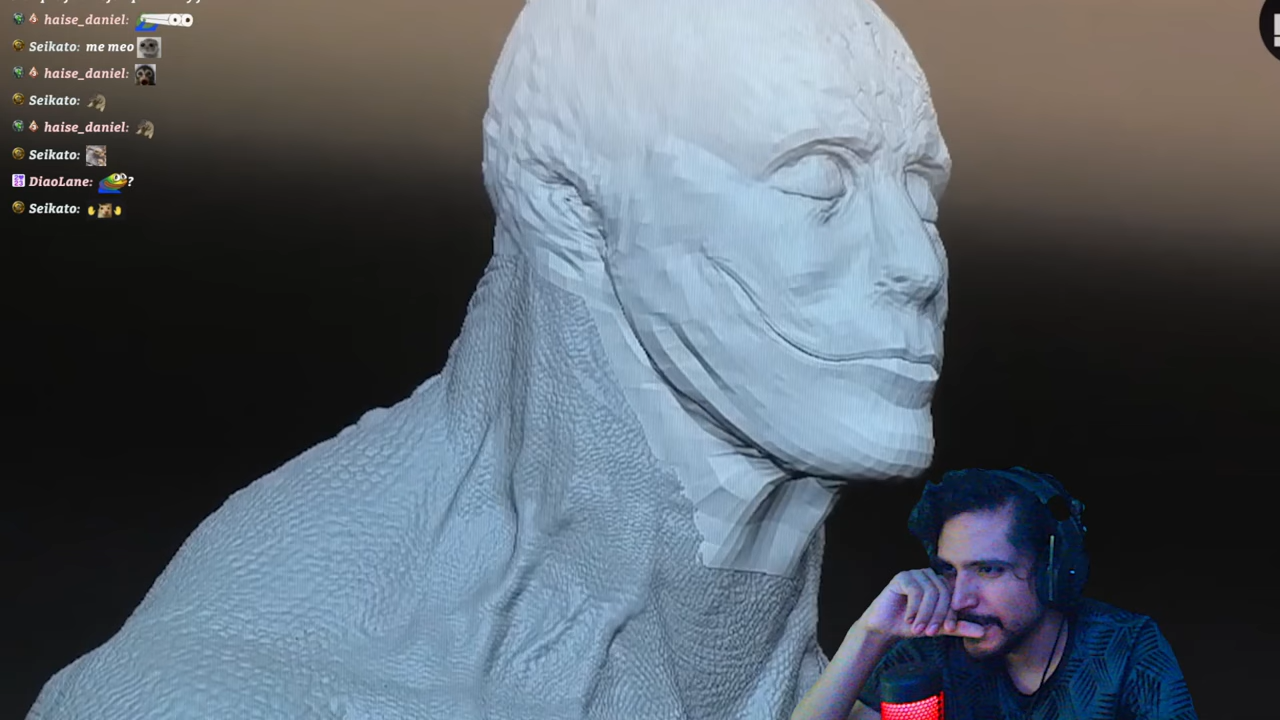 haise_daniel:
Seikato: me meo
haise_daniel:
Seikato:
haise_daniel:
Seikato:
DiaoLane: ?
Seikato: